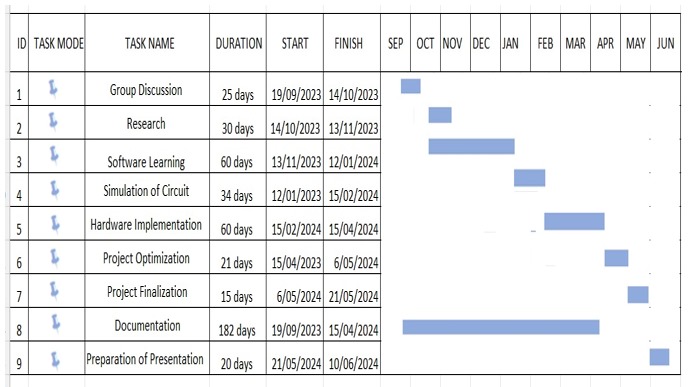 ID TASK MODE TASK NAME DURATION START FINISH SEP OCT NOV DEC JAN FEB MAR APR MAY JUN
1 Group Discussion 25 days 19/09/2023 14/10/2023
2 Research 30 days 14/10/2023 13/11/2023
3 Software Learning 60 days 13/11/2023 12/01/2024
4 Simulation of Circuit 34 days 12/01/2023 15/02/2024
5 Hardware Implementation 60 days 15/02/2024 15/04/2024
6 Project Optimization 21 days 15/04/2023 6/05/2024
7 Project Finalization 15 days 6/05/2024 21/05/2024
8 Documentation 182 days 19/09/2023 15/04/2024
9 Preparation of Presentation 20 days 21/05/2024 10/06/2024